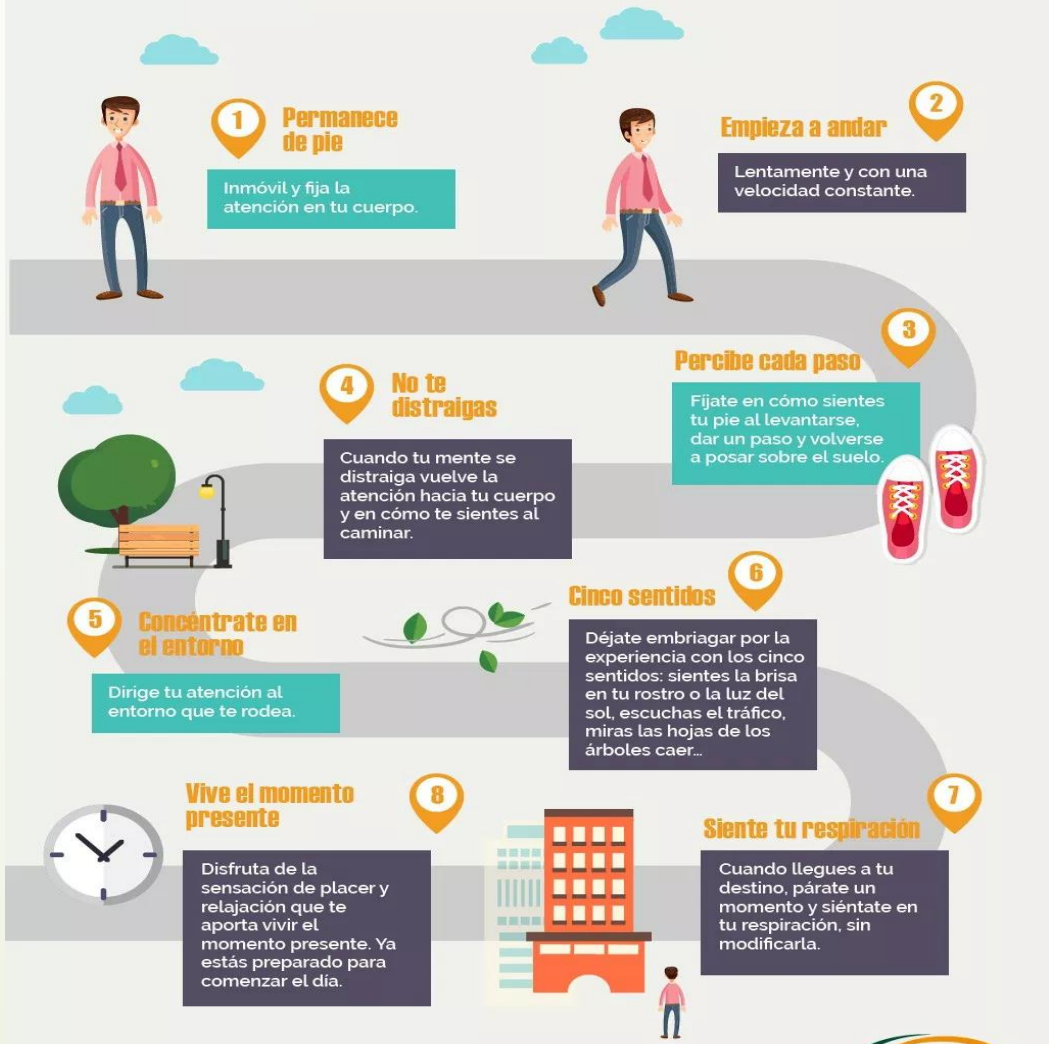 1
Permanece
de pie
Inmóvil y fija la
atención en tu cuerpo.
2
Empieza a andar
Lentamente y con una
velocidad constante.
3
Percibe cada paso
Fíjate en cómo sientes
tu pie al levantarse,
dar un paso y volverse
a posar sobre el suelo.
4
No te
distraigas
Cuando tu mente se
distraiga vuelve la
atención hacia tu cuerpo
y en cómo te sientes al
caminar.
5
Concéntrate en
el entorno
Dirige tu atención al
entorno que te rodea.
6
Cinco sentidos
Déjate embriagar por la
experiencia con los cinco
sentidos: sientes la brisa
en tu rostro o la luz del
sol, escuchas el tráfico,
miras las hojas de los
árboles caer...
7
Siente tu respiración
Cuando llegues a tu
destino, párate un
momento y siéntate en
tu respiración, sin
modificarla.
8
Vive el momento
presente
Disfruta de la
sensación de placer y
relajación que te
aporta vivir el
momento presente. Ya
estás preparado para
comenzar el día.